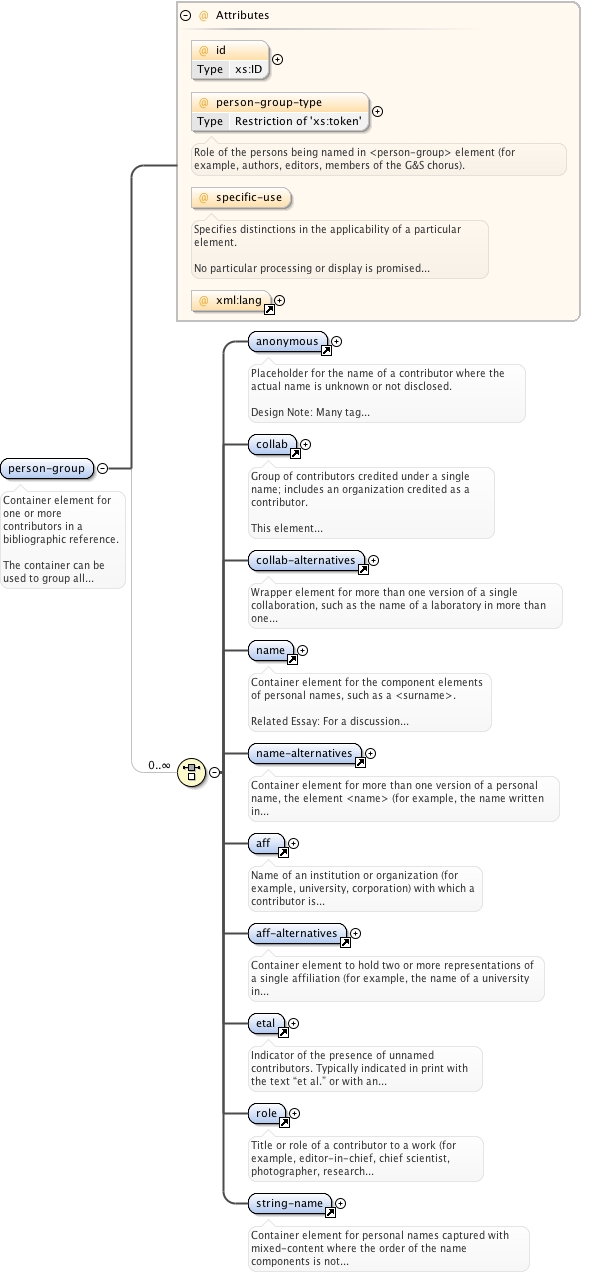 @ Attributes
@ id
Type xs:ID
@ person-group-type
Type Restriction of 'xs:token'
Role of the persons being named in <person-group> element (for
example, authors, editors, members of the G&S chorus).
@ specific-use
Specifies distinctions in the applicability of a particular
element.
No particular processing or display is promised...
@ xml:lang
person-group
Container element for
one or more
contributors in a
bibliographic reference.
The container can be
used to group all...
0..∞
anonymous
Placeholder for the name of a contributor where the
actual name is unknown or not disclosed.
Design Note: Many tag...
collab
Group of contributors credited under a single
name; includes an organization credited as a
contributor.
This element...
collab-alternatives
Wrapper element for more than one version of a single
collaboration, such as the name of a laboratory in more than
one...
name
Container element for the component elements
of personal names, such as a <surname>.
Related Essay: For a discussion...
name-alternatives
Container element for more than one version of a personal
name, the element <name> (for example, the name written
in...
aff
Name of an institution or organization (for
example, university, corporation) with which a
contributor is...
aff-alternatives
Container element to hold two or more representations of
a single affiliation (for example, the name of a university
in...
etal
Indicator of the presence of unnamed
contributors. Typically indicated in print with
the text “et al.” or with an...
role
Title or role of a contributor to a work (for
example, editor-in-chief, chief scientist,
photographer, research...
string-name
Container element for personal names captured with
mixed-content where the order of the name
components is not...